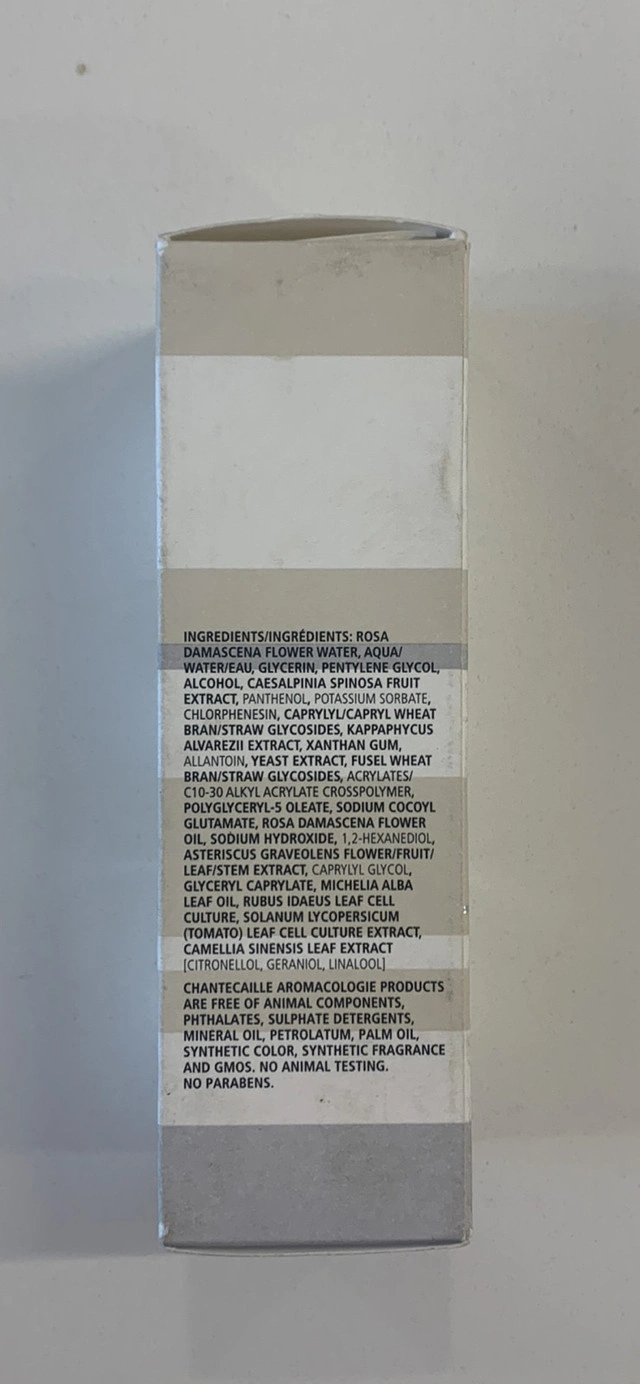 INGREDIENTS/INGRÉDIENTS: ROSA
DAMASCENA FLOWER WATER, AQUA/
WATER/EAU, GLYCERIN, PENTYLENE GLYCOL,
ALCOHOL, CAESALPINIA SPINOSA FRUIT
EXTRACT, PANTHENOL, POTASSIUM SORBATE,
CHLORPHENESIN, CAPRYLYL/CAPRYL WHEAT
BRAN/STRAW GLYCOSIDES, KAPPAPHYCUS
ALVAREZII EXTRACT, XANTHAN GUM,
ALLANTOIN, YEAST EXTRACT, FUSEL WHEAT
BRAN/STRAW GLYCOSIDES, ACRYLATES/
C10-30 ALKYL ACRYLATE CROSSPOLYMER,
POLYGLYCERYL-5 OLEATE, SODIUM COCOYL
GLUTAMATE, ROSA DAMASCENA FLOWER
OIL, SODIUM HYDROXIDE, 1,2-HEXANEDIOL,
ASTERISCUS GRAVEOLENS FLOWER/FRUIT/
LEAF/STEM EXTRACT, CAPRYLYL GLYCOL,
GLYCERYL CAPRYLATE, MICHELIA ALBA
LEAF OIL, RUBUS IDAEUS LEAF CELL
CULTURE, SOLANUM LYCOPERSICUM
(TOMATO) LEAF CELL CULTURE EXTRACT,
CAMELLIA SINENSIS LEAF EXTRACT
[CITRONELLOL, GERANIOL, LINALOOL]
CHANTECAILLE AROMACOLOGIE PRODUCTS
ARE FREE OF ANIMAL COMPONENTS,
PHTHALATES, SULPHATE DETERGENTS,
MINERAL OIL, PETROLATUM, PALM OIL,
SYNTHETIC COLOR, SYNTHETIC FRAGRANCE
AND GMOS. NO ANIMAL TESTING.
NO PARABENS.